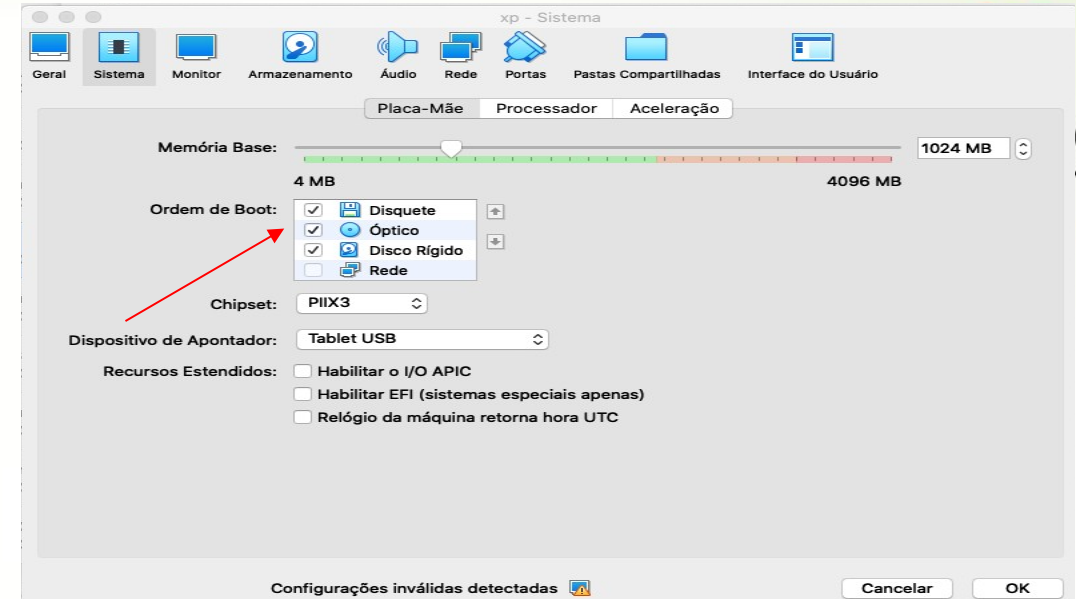 xp - Sistema
Geral Sistema Monitor Armazenamento Áudio Rede Portas Pastas Compartilhadas Interface do Usuário
Placa-Mãe Processador Aceleração
Memória Base: 1024 MB
4 MB 4096 MB
Ordem de Boot: Disquete
Óptico
Disco Rígido
Rede
Chipset: PIIX3
Dispositivo de Apontador: Tablet USB
Recursos Estendidos: Habilitar o I/O APIC
Habilitar EFI (sistemas especiais apenas)
Relógio da máquina retorna hora UTC
Configurações inválidas detectadas Cancelar OK